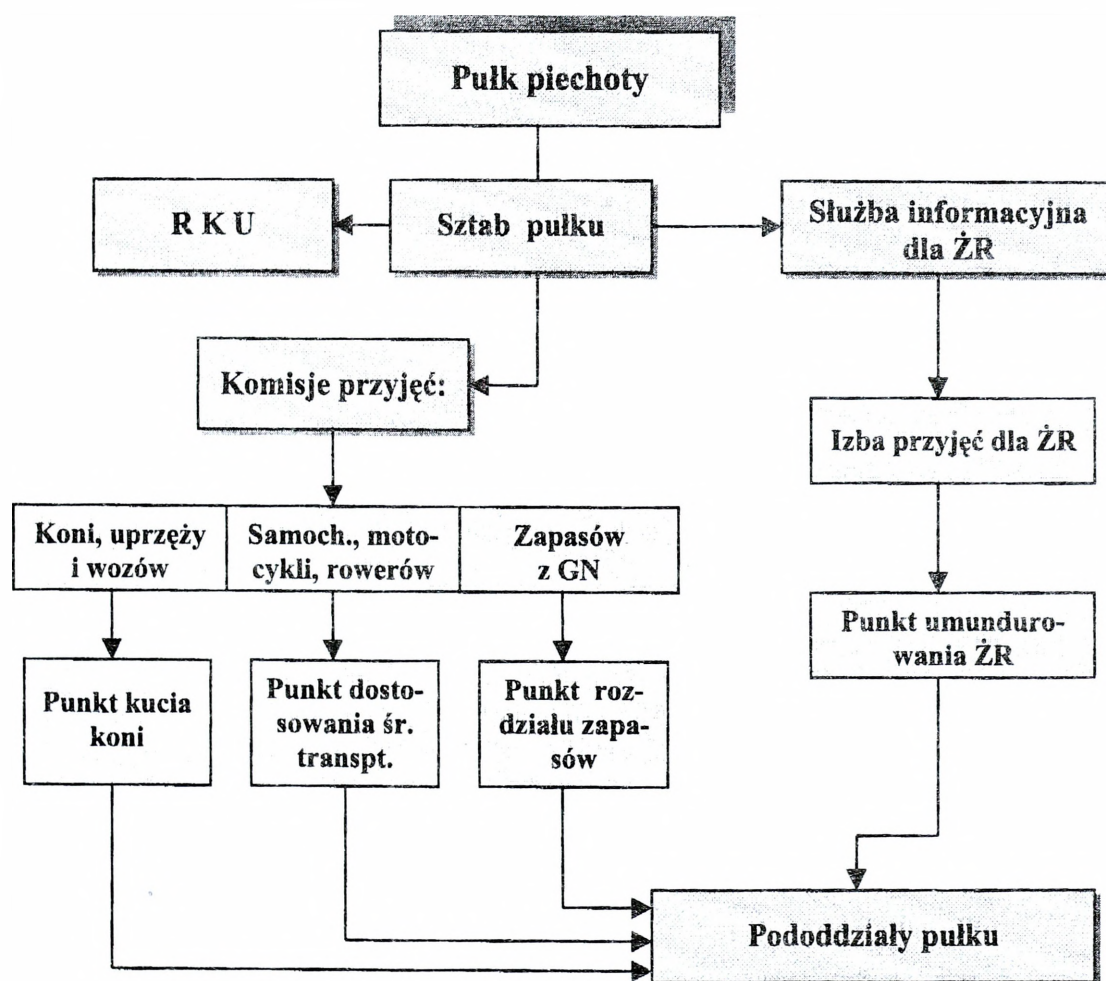 Pułk piechoty
R K U
Sztab pułku
Służba informacyjna
dla ŻR
Komisje przyjęć:
Izba przyjęć dla ŻR
Koni, uprzęży
i wozów
Samoch., moto-
cykli, rowerów
Zapasów
z GN
Punkt umunduro-
wania ŻR
Punkt kucia
koni
Punkt dosto-
sowania śr.
transpt.
Punkt roz-
działu zapa-
sów
Pododdziały pułku